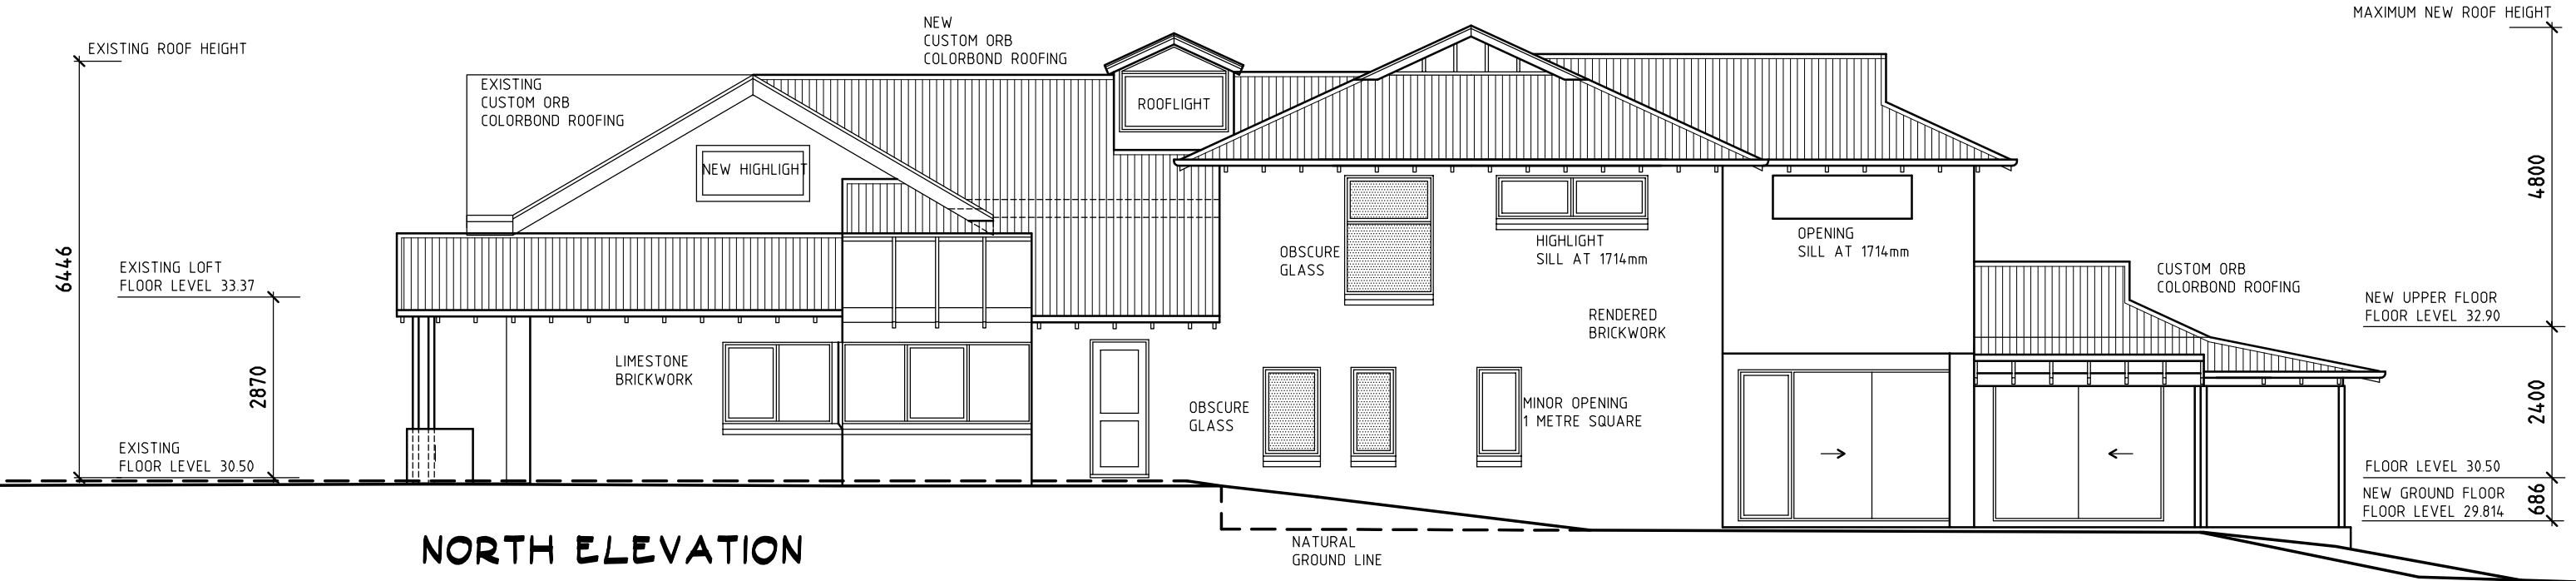 MAXIMUM NEW ROOF HEIGHT
NEW
CUSTOM ORB
COLORBOND ROOFING
EXISTING ROOF HEIGHT
EXISTING
CUSTOM ORB
COLORBOND ROOFING
ROOFLIGHT
NEW HIGHLIGHT
4800
OPENING
SILL AT 1714mm
HIGHLIGHT
SILL AT 1714mm
OBSCURE
GLASS
6446
EXISTING LOFT
FLOOR LEVEL 33.37
CUSTOM ORB
COLORBOND ROOFING
NEW UPPER FLOOR
FLOOR LEVEL 32.90
RENDERED
BRICKWORK
LIMESTONE
BRICKWORK
2870
2400
OBSCURE
GLASS
MINOR OPENING
1 METRE SQUARE
EXISTING
FLOOR LEVEL 30.50
FLOOR LEVEL 30.50
NEW GROUND FLOOR
FLOOR LEVEL 29.814
686
NORTH ELEVATION
NATURAL
GROUND LINE